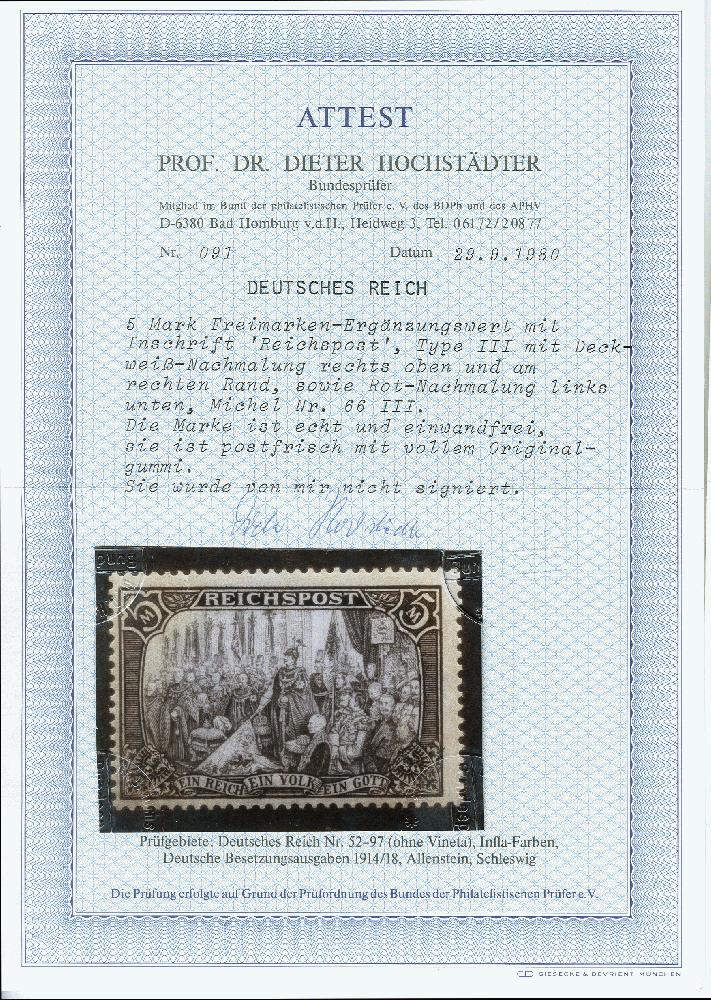 ATTEST
PROF. DR. DIETER HOCHSTÄDTER
Bundesprüfer
Mitglied im Bund der philatelistischen Prüfer e. V. des BDPh und des APHV
D-6380 Bad Homburg v.d.H., Heidweg 3, Tel. 06172/20877
Nr. 091 Datum 29.9.1980
DEUTSCHES REICH
5 Mark Freimarken-Ergänzungswert mit
Inschrift 'Reichspost', Type III mit Deck-
weiß-Nachmalung rechts oben und am
rechten Rand, sowie Rot-Nachmalung links
unten, Michel Nr. 66 III.
Die Marke ist echt und einwandfrei,
sie ist postfrisch mit vollem Original-
gummi.
Sie wurde von mir nicht signiert.
REICHSPOST
5 M 5 M
EIN REICH EIN VOLK EIN GOTT
Prüfgebiete: Deutsches Reich Nr. 52-97 (ohne Vineta), Infla-Farben,
Deutsche Besetzungsausgaben 1914/18, Allenstein, Schleswig
Die Prüfung erfolgte auf Grund der Prüfordnung des Bundes der Philatelistischen Prüfer e.V.
GIESECKE & DEVRIENT MÜNCHEN